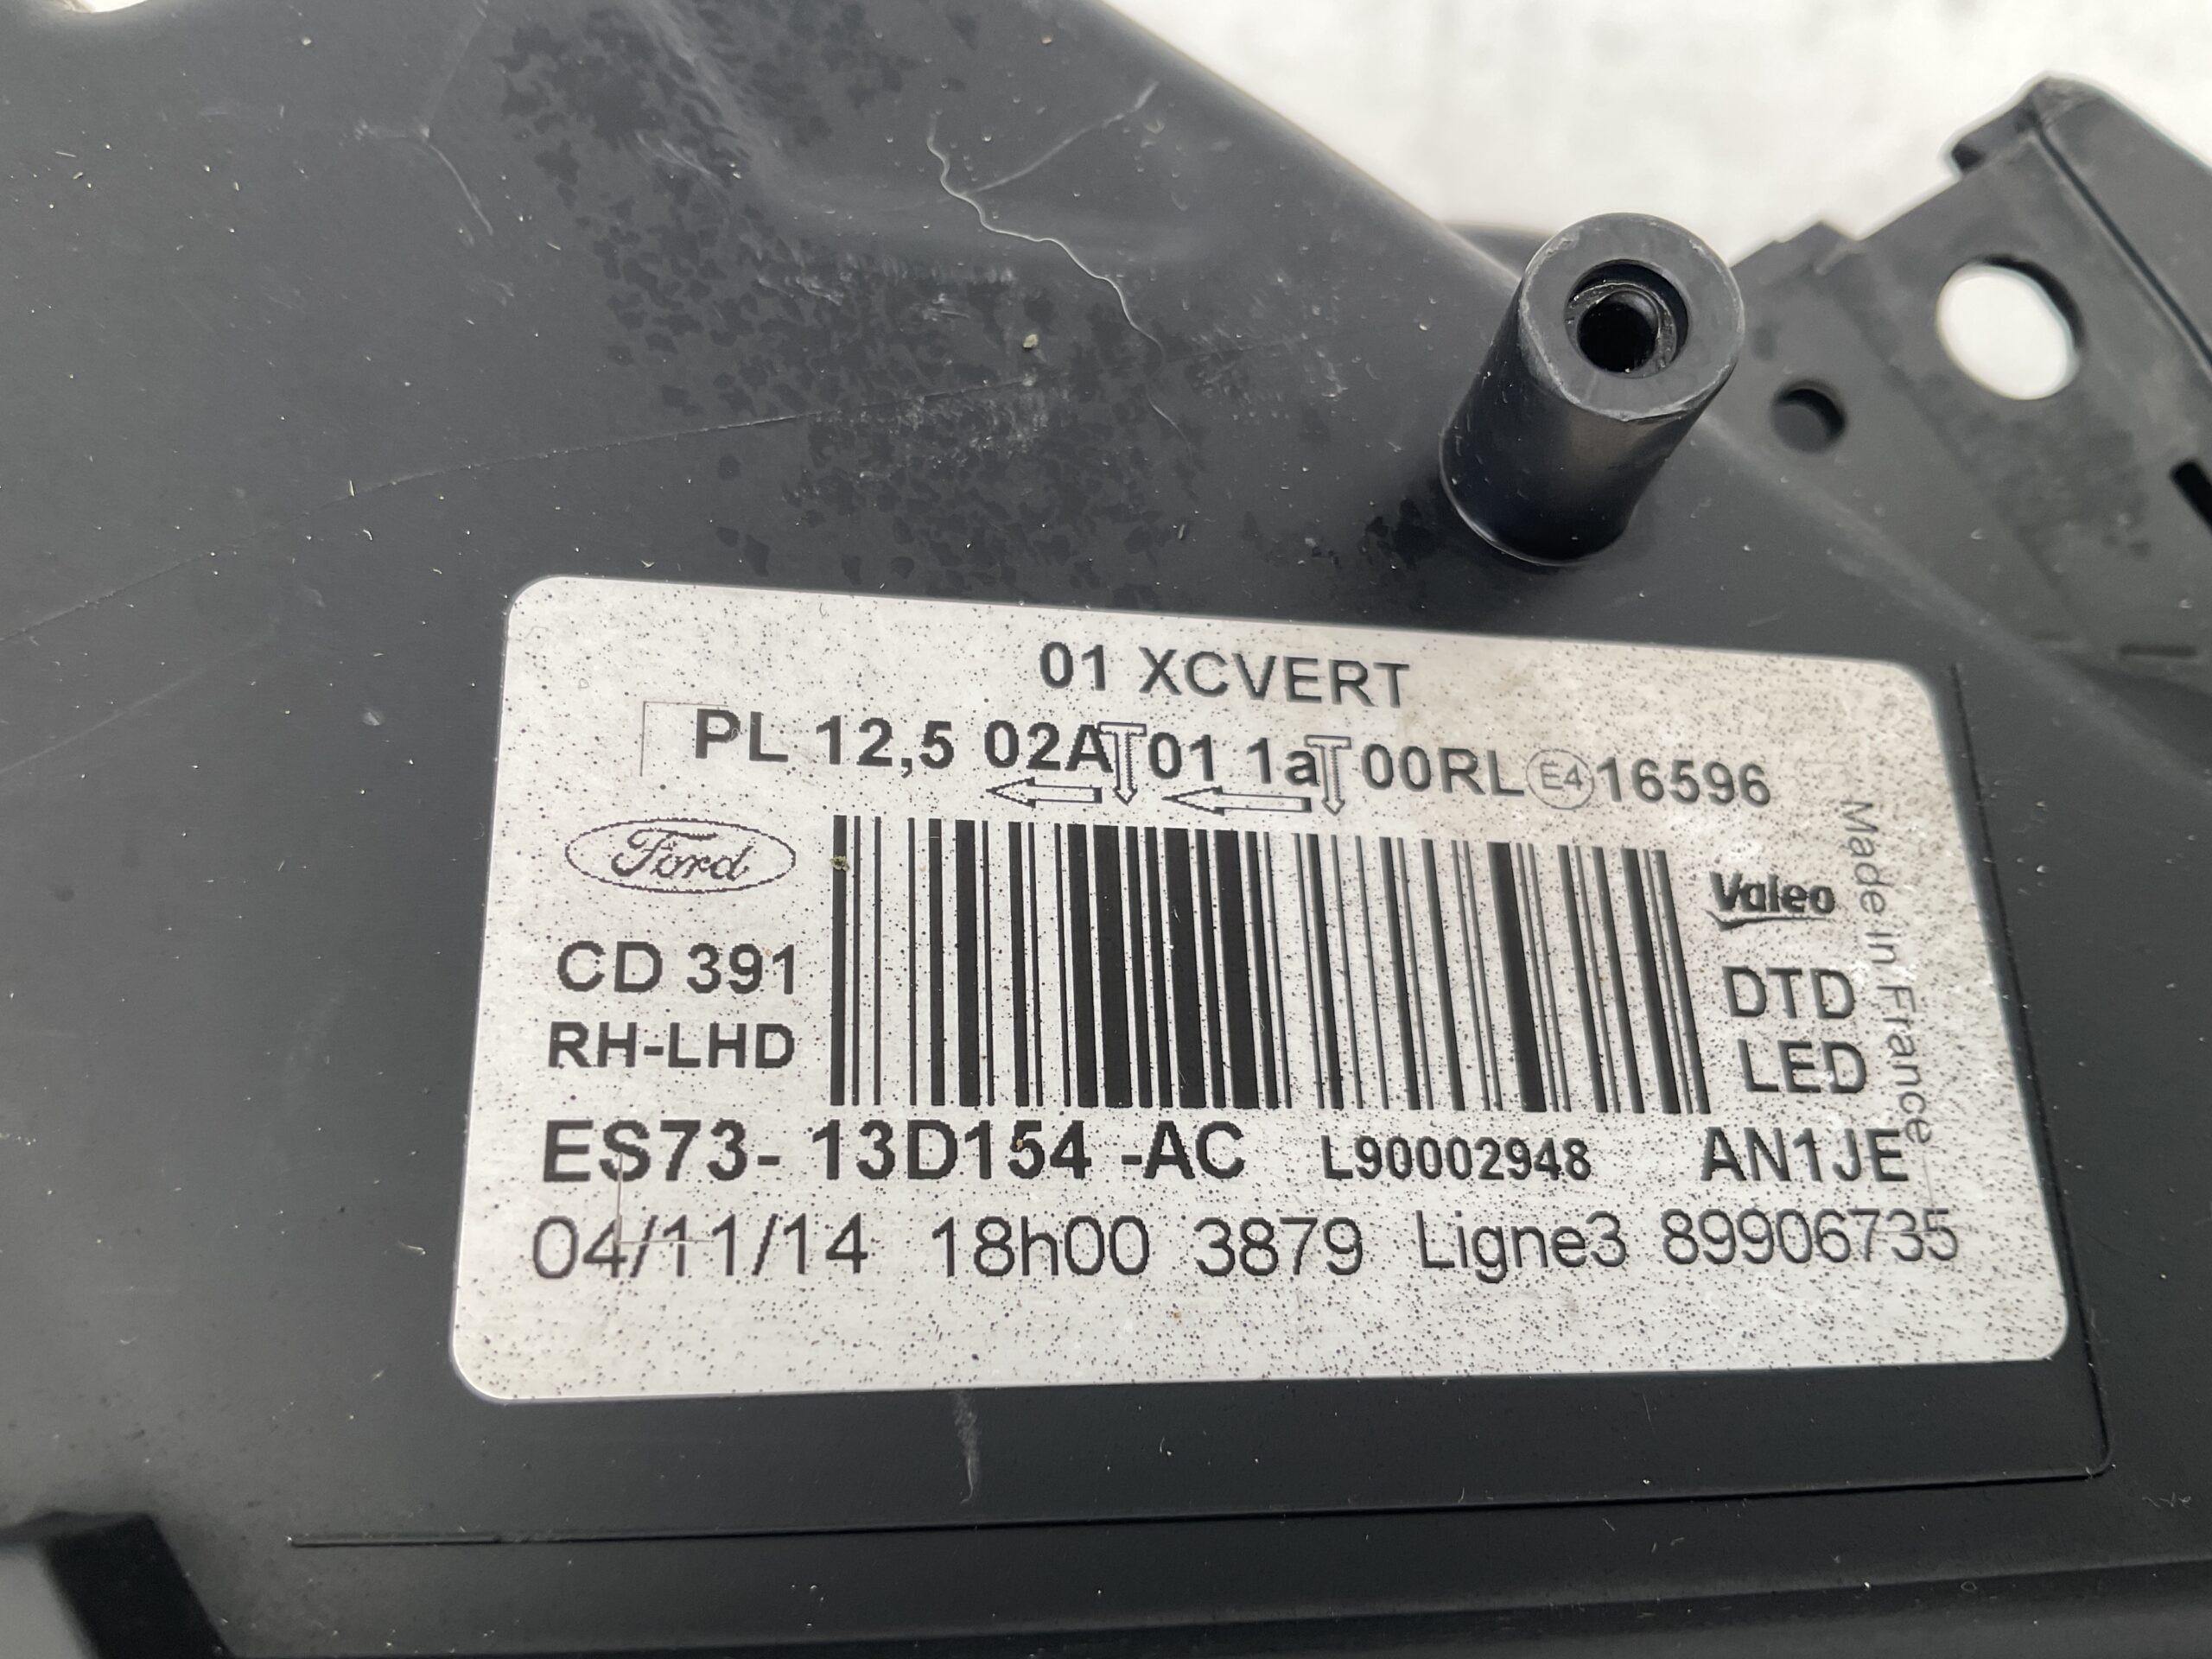 01 XCVERT
PL 12,5 02A 01 1a 00RL E4 16596
Ford
CD 391
RH-LHD
Valeo
DTD
LED
Made in France
ES73- 13D154 -AC L90002948 AN1JE
04/11/14 18h00 3879 Ligne3 89906735